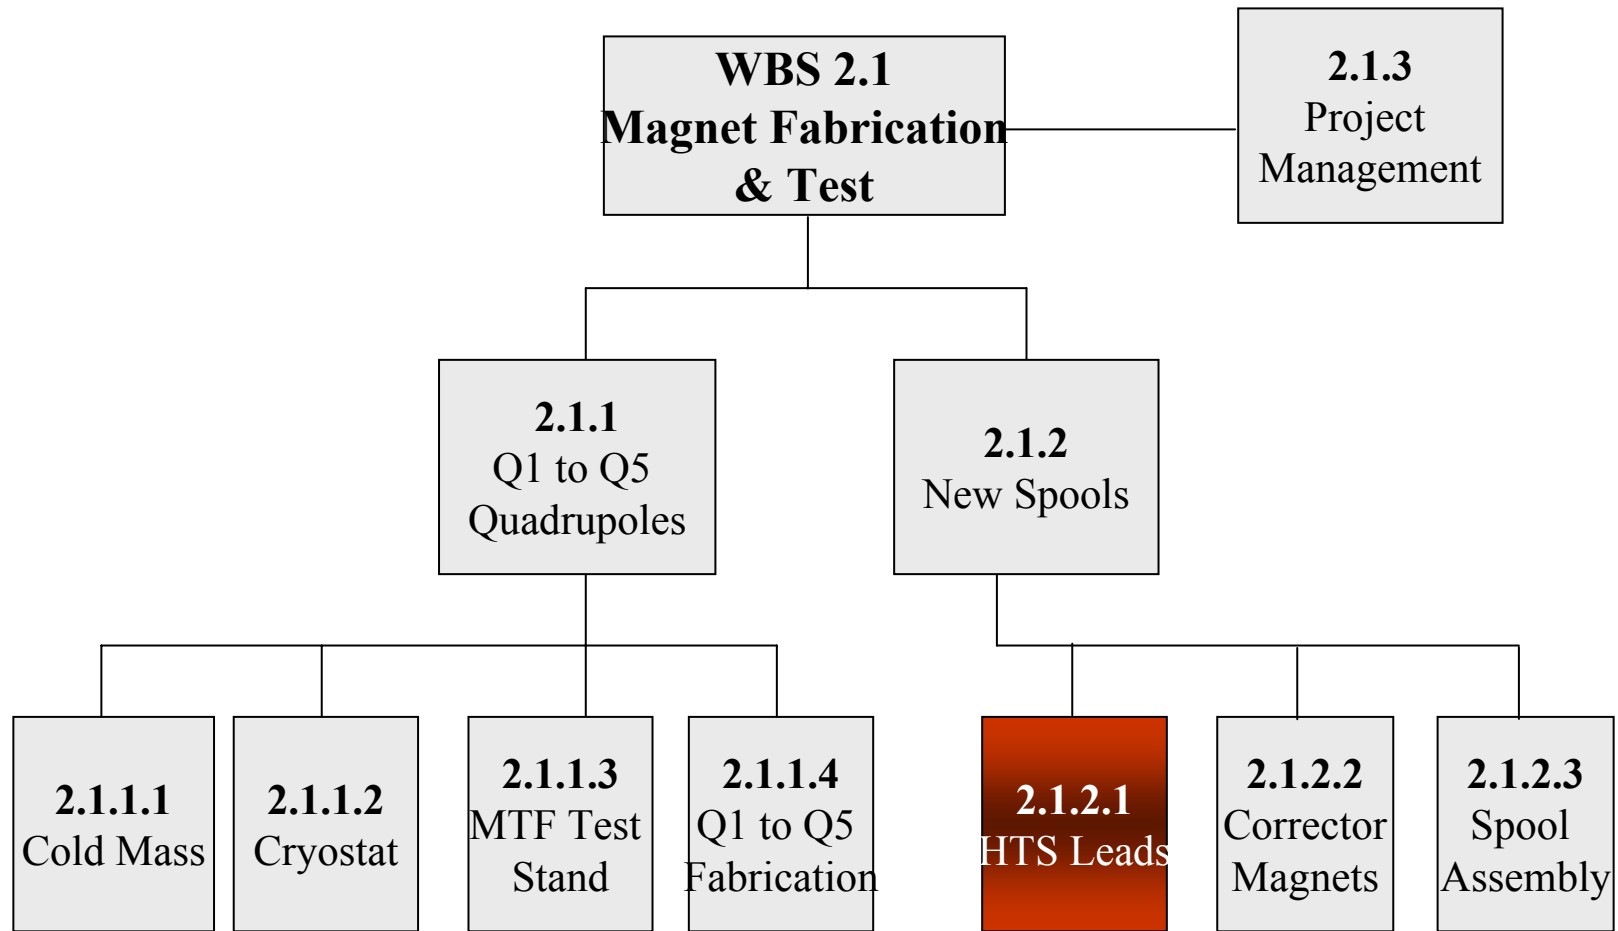 WBS 2.1
Magnet Fabrication
& Test
2.1.3
Project
Management
2.1.1
Q1 to Q5
Quadrupoles
2.1.2
New Spools
2.1.1.1
Cold Mass
2.1.1.2
Cryostat
2.1.1.3
MTF Test
Stand
2.1.1.4
Q1 to Q5
Fabrication
2.1.2.1
HTS Leads
2.1.2.2
Corrector
Magnets
2.1.2.3
Spool
Assembly